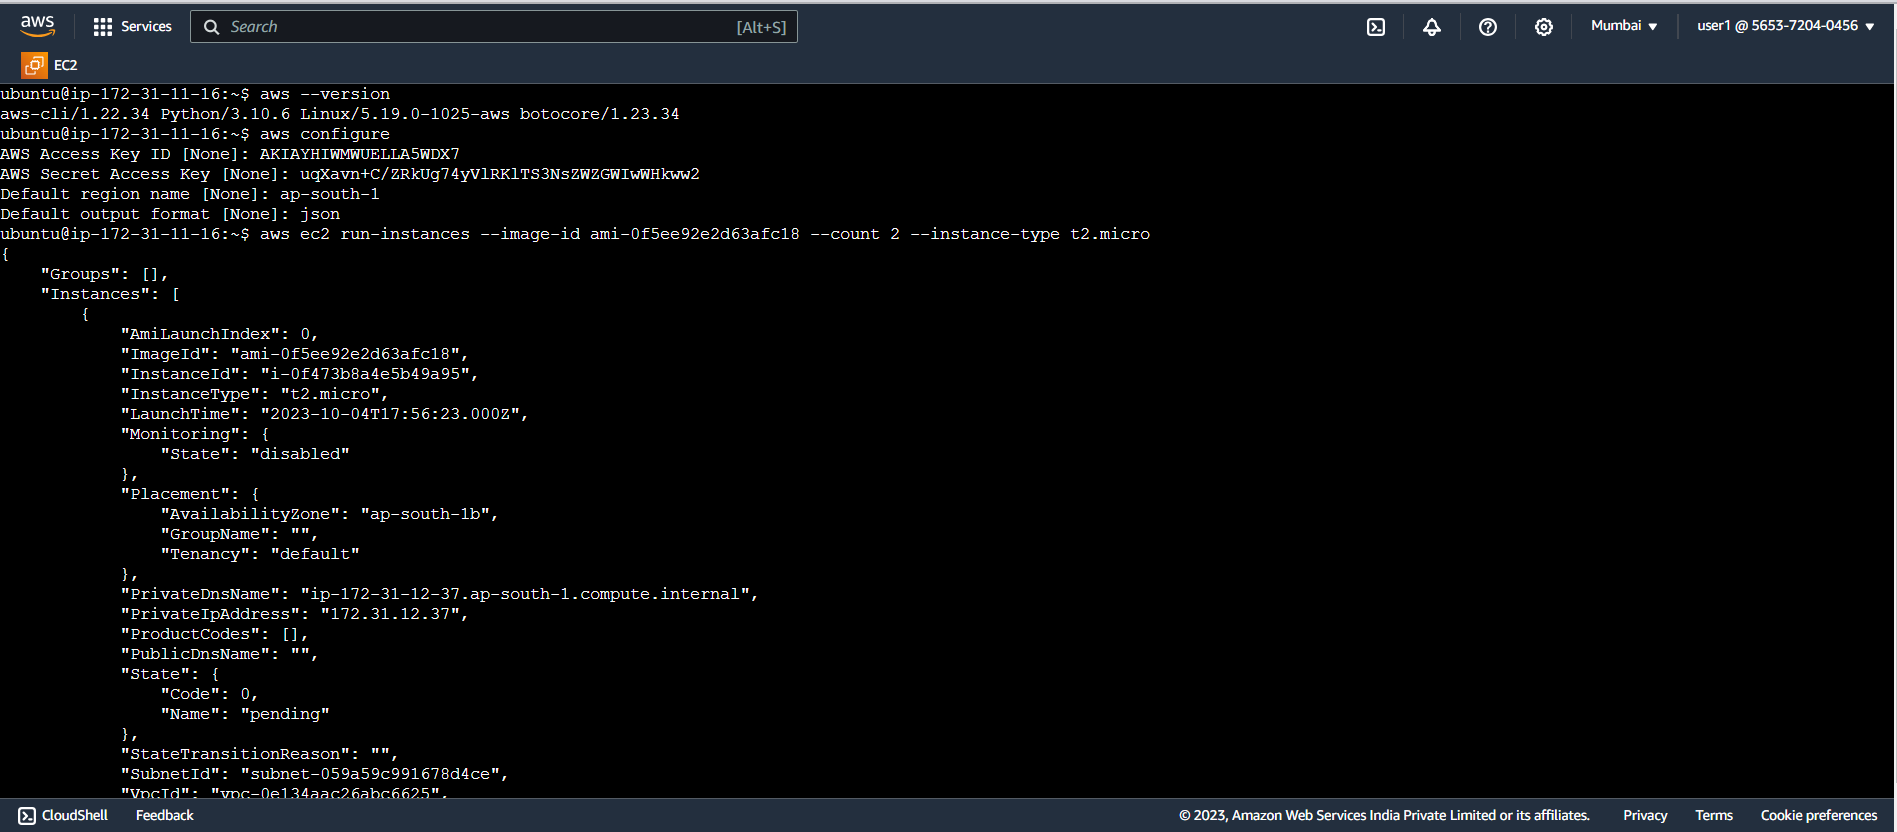 aws
Services
Search
[Alt+S]
Mumbai
user1 @ 5653-7204-0456
EC2
ubuntu@ip-172-31-11-16:~$ aws --version
aws-cli/1.22.34 Python/3.10.6 Linux/5.19.0-1025-aws botocore/1.23.34
ubuntu@ip-172-31-11-16:~$ aws configure
AWS Access Key ID [None]: AKIAYHIWMWUELLA5WDX7
AWS Secret Access Key [None]: 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
Default region name [None]: ap-south-1
Default output format [None]: json
ubuntu@ip-172-31-11-16:~$ aws ec2 run-instances --image-id ami-0f5ee92e2d63afc18 --count 2 --instance-type t2.micro
{
    "Groups": [],
    "Instances": [
        {
            "AmiLaunchIndex": 0,
            "ImageId": "ami-0f5ee92e2d63afc18",
            "InstanceId": "i-0f473b8a4e5b49a95",
            "InstanceType": "t2.micro",
            "LaunchTime": "2023-10-04T17:56:23.000Z",
            "Monitoring": {
                "State": "disabled"
            },
            "Placement": {
                "AvailabilityZone": "ap-south-1b",
                "GroupName": "",
                "Tenancy": "default"
            },
            "PrivateDnsName": "ip-172-31-12-37.ap-south-1.compute.internal",
            "PrivateIpAddress": "172.31.12.37",
            "ProductCodes": [],
            "PublicDnsName": "",
            "State": {
                "Code": 0,
                "Name": "pending"
            },
            "StateTransitionReason": "",
            "SubnetId": "subnet-059a59c991678d4ce",
            "VpcId": "vpc-0e134aac26abc6625",
CloudShell
Feedback
© 2023, Amazon Web Services India Private Limited or its affiliates.
Privacy
Terms
Cookie preferences